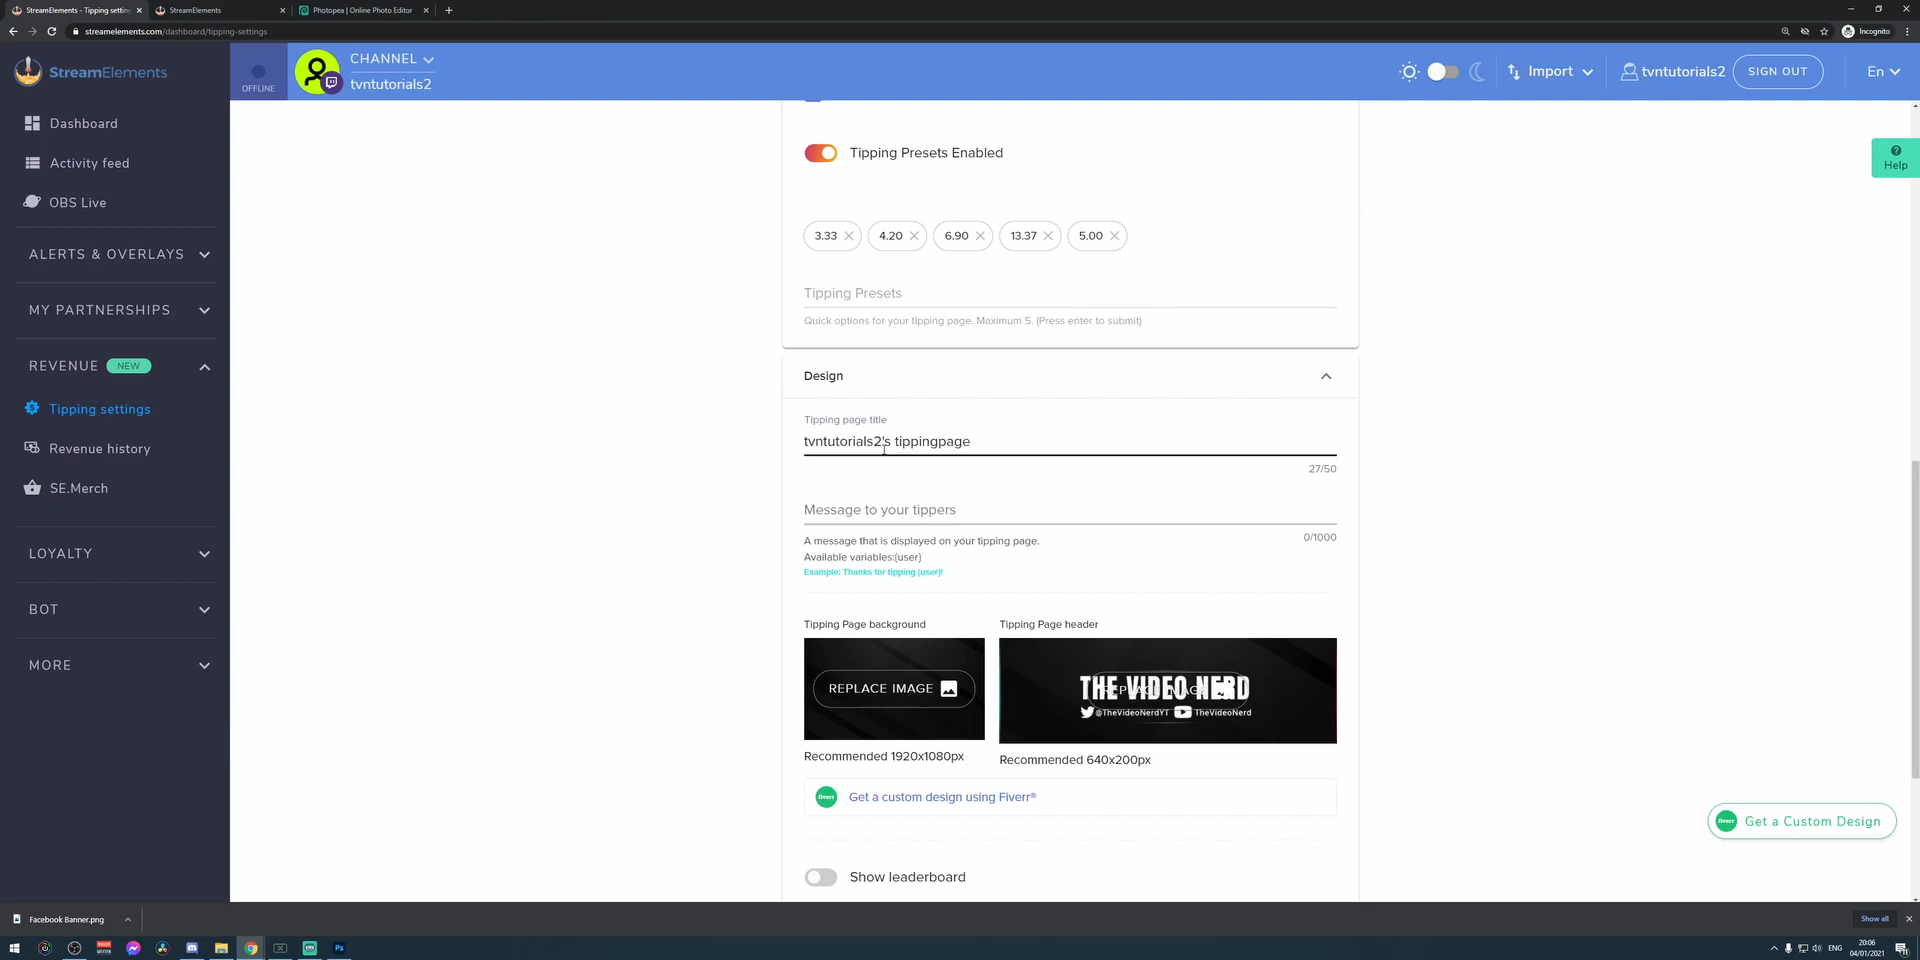 StreamElements - Tipping settin
StreamElements
Photopea | Online Photo Editor
streamelements.com/dashboard/tipping-settings
Incognito
StreamElements
OFFLINE
CHANNEL
tvntutorials2
Import
tvntutorials2
SIGN OUT
En
Dashboard
Activity feed
OBS Live
ALERTS & OVERLAYS
MY PARTNERSHIPS
REVENUE
NEW
Tipping settings
Revenue history
SE.Merch
LOYALTY
BOT
MORE
Help
Tipping Presets Enabled
3.33
4.20
6.90
13.37
5.00
Tipping Presets
Quick options for your tipping page. Maximum 5. (Press enter to submit)
Design
Tipping page title
tvntutorials2's tippingpage
27/50
Message to your tippers
A message that is displayed on your tipping page.
0/1000
Available variables:{user}
Example: Thanks for tipping {user}!
Tipping Page background
Tipping Page header
REPLACE IMAGE
THE VIDEO NERD
@TheVideoNerdYT
TheVideoNerd
Recommended 1920x1080px
Recommended 640x200px
fiverr
Get a custom design using Fiverr®
fiverr
Get a Custom Design
Show leaderboard
Facebook Banner.png
Show all
Ps
ENG
20:06
04/01/2021